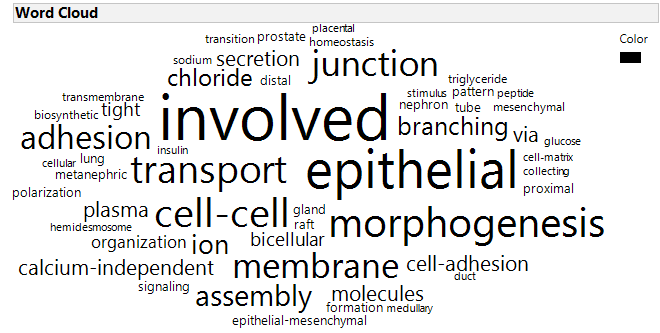 Word Cloud
Color
placental
transition prostate
homeostasis
sodium secretion junction
chloride distal
triglyceride
transmembrane
stimulus pattern peptide
biosynthetic tight
involved
nephron tube mesenchymal
adhesion
branching via
insulin
glucose
cellular lung
transport epithelial
cell-matrix
metanephric
collecting
polarization
proximal
plasma cell-cell gland
morphogenesis
hemidesmosome
raft
organization ion bicellular
calcium-independent membrane cell-adhesion
duct
signaling
assembly molecules
formation medullary
epithelial-mesenchymal